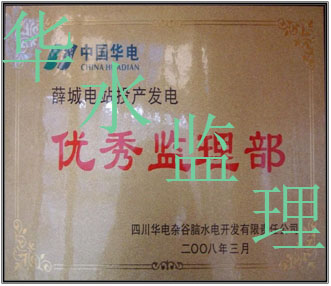 中国华电
CHINA HUADIAN
薛城电站投产发电
优秀监理部
四川华电杂谷脑水电开发有限责任公司
二〇〇八年三月
华水监理